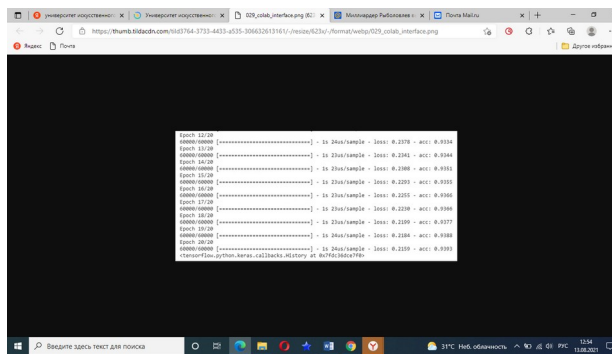 университет искусственног
Университет искусственног
029_colab_interface.png (623
Миллиардер Рыболовлев
Почта Mail.ru
https://thumb.tildacdn.com/tild3764-3733-4433-a535-306632613161/-/resize/623x/-/format/webp/029_colab_interface.png
Яндекс
Почта
Другое избранн
Epoch 12/20
60000/60000 [==============================] - 1s 24us/sample - loss: 0.2378 - acc: 0.9334
Epoch 13/20
60000/60000 [==============================] - 1s 23us/sample - loss: 0.2341 - acc: 0.9344
Epoch 14/20
60000/60000 [==============================] - 1s 23us/sample - loss: 0.2308 - acc: 0.9351
Epoch 15/20
60000/60000 [==============================] - 1s 23us/sample - loss: 0.2293 - acc: 0.9355
Epoch 16/20
60000/60000 [==============================] - 1s 23us/sample - loss: 0.2255 - acc: 0.9366
Epoch 17/20
60000/60000 [==============================] - 1s 23us/sample - loss: 0.2230 - acc: 0.9366
Epoch 18/20
60000/60000 [==============================] - 1s 23us/sample - loss: 0.2199 - acc: 0.9377
Epoch 19/20
60000/60000 [==============================] - 1s 24us/sample - loss: 0.2184 - acc: 0.9388
Epoch 20/20
60000/60000 [==============================] - 1s 24us/sample - loss: 0.2159 - acc: 0.9393
<tensorflow.python.keras.callbacks.History at 0x7fdc36dce7f0>
Введите здесь текст для поиска
31°C Неб. облачность
РУС
12:54
13.08.2021